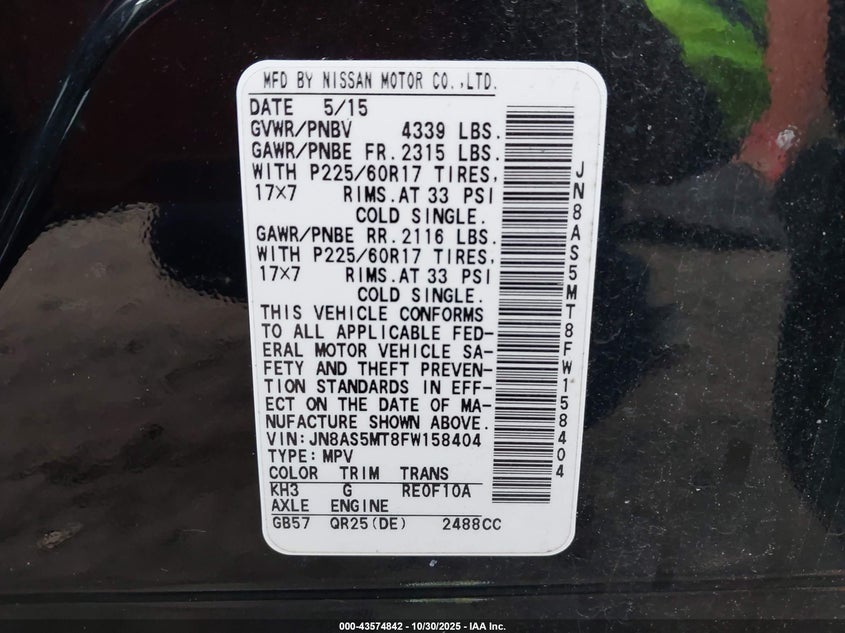 MFD BY NISSAN MOTOR CO.,LTD.
DATE 5/15
GVWR/PNBV 4339 LBS.
GAWR/PNBE FR. 2315 LBS.
WITH P225/60R17 TIRES,
17×7 RIMS.AT 33 PSI
COLD SINGLE.
GAWR/PNBE RR. 2116 LBS.
WITH P225/60R17 TIRES,
17×7 RIMS.AT 33 PSI
COLD SINGLE.
THIS VEHICLE CONFORMS
TO ALL APPLICABLE FED-
ERAL MOTOR VEHICLE SA-
FETY AND THEFT PREVEN-
TION STANDARDS IN EFF-
ECT ON THE DATE OF MA-
NUFACTURE SHOWN ABOVE.
VIN:JN8AS5MT8FW158404
TYPE:MPV
COLOR TRIM TRANS
KH3 G RE0F10A
AXLE ENGINE
GB57 QR25(DE) 2488CC
JN8AS5MT8FW158404
000-43574842 - 10/30/2025 - IAA Inc.